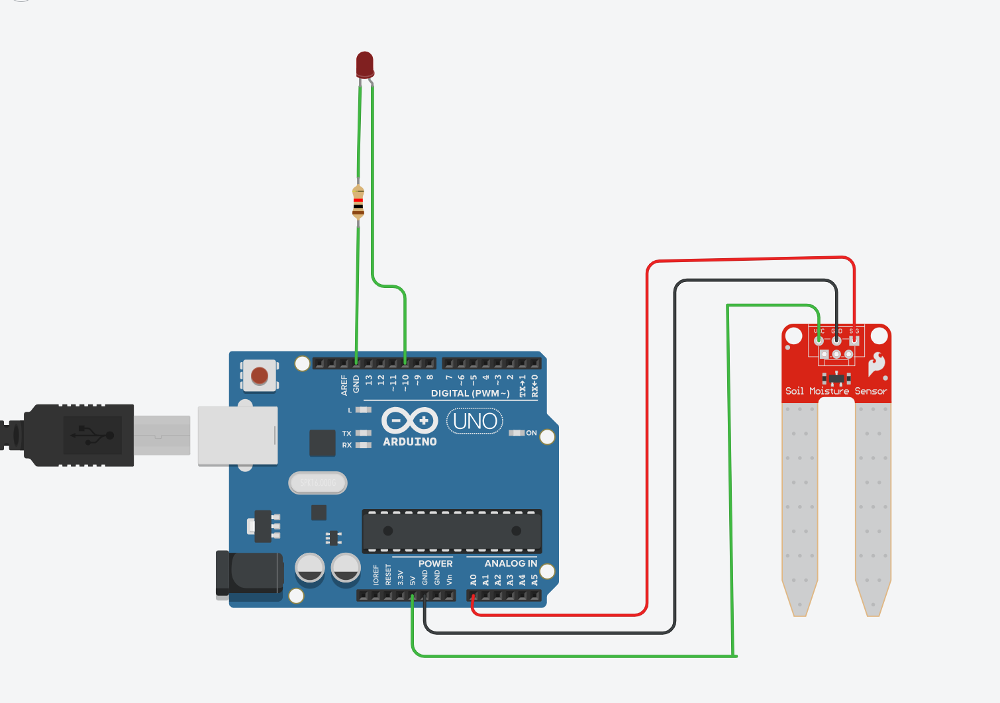 VCC GND SIG
Soil Moisture Sensor
AREF
GND
13
12
~11
~10
~9
8
7
~6
~5
4
~3
2
TX→1
RX←0
DIGITAL (PWM~)
L
TX
RX
ARDUINO
UNO
ON
SPK16.000G
POWER
ANALOG IN
IOREF
RESET
3.3V
5V
GND
GND
Vin
A0
A1
A2
A3
A4
A5